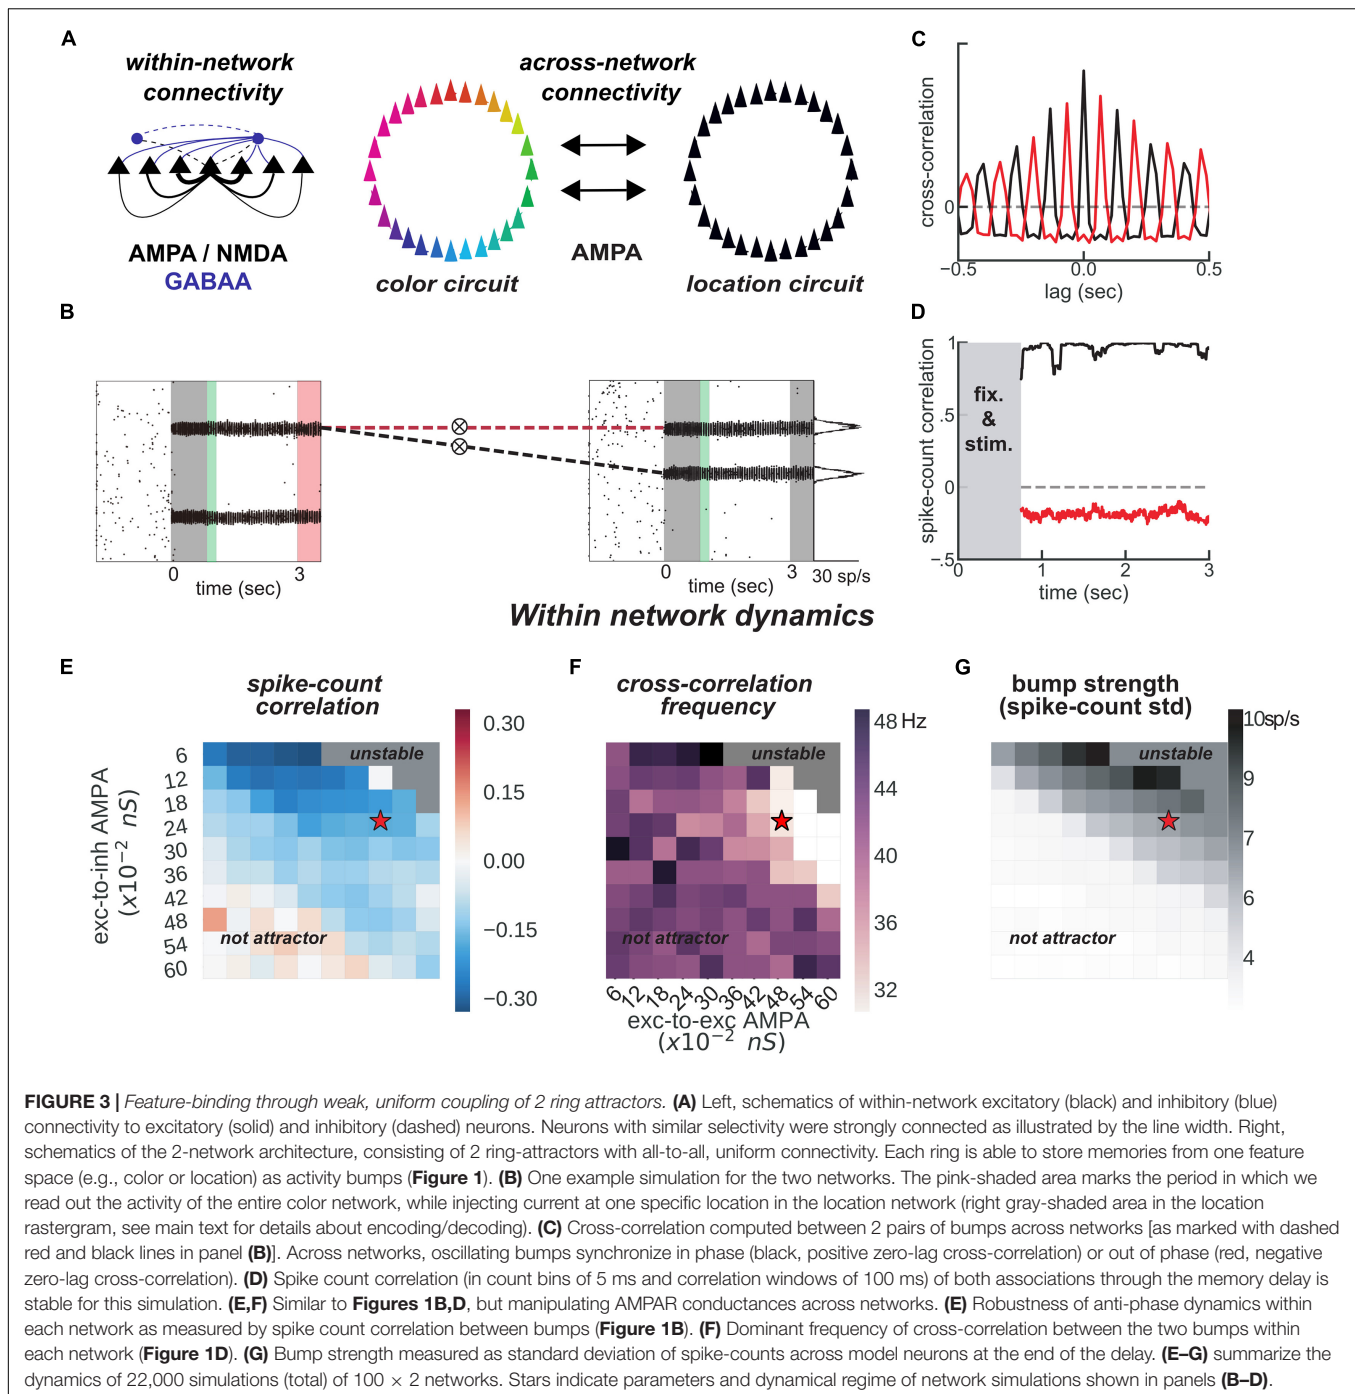 A
within-network
connectivity
across-network
connectivity
AMPA / NMDA
GABAA
color circuit
AMPA
location circuit
C
cross-correlation
0
−0.5
0.0
0.5
lag (sec)
B
0
3
time (sec)
0
3
30 sp/s
time (sec)
D
spike-count correlation
1
.5
0
-.5
fix.
&
stim.
0
1
2
3
time (sec)
Within network dynamics
E
spike-count
correlation
exc-to-inh AMPA
(x10⁻² nS)
6
12
18
24
30
36
42
48
54
60
unstable
not attractor
0.30
0.15
0.00
−0.15
−0.30
F
cross-correlation
frequency
unstable
not attractor
6 12 18 24 30 36 42 48 54 60
exc-to-exc AMPA
(x10⁻² nS)
48 Hz
44
40
36
32
G
bump strength
(spike-count std)
unstable
not attractor
10sp/s
9
7
6
4
FIGURE 3 | Feature-binding through weak, uniform coupling of 2 ring attractors. (A) Left, schematics of within-network excitatory (black) and inhibitory (blue)
connectivity to excitatory (solid) and inhibitory (dashed) neurons. Neurons with similar selectivity were strongly connected as illustrated by the line width. Right,
schematics of the 2-network architecture, consisting of 2 ring-attractors with all-to-all, uniform connectivity. Each ring is able to store memories from one feature
space (e.g., color or location) as activity bumps (Figure 1). (B) One example simulation for the two networks. The pink-shaded area marks the period in which we
read out the activity of the entire color network, while injecting current at one specific location in the location network (right gray-shaded area in the location
rastergram, see main text for details about encoding/decoding). (C) Cross-correlation computed between 2 pairs of bumps across networks [as marked with dashed
red and black lines in panel (B)]. Across networks, oscillating bumps synchronize in phase (black, positive zero-lag cross-correlation) or out of phase (red, negative
zero-lag cross-correlation). (D) Spike count correlation (in count bins of 5 ms and correlation windows of 100 ms) of both associations through the memory delay is
stable for this simulation. (E,F) Similar to Figures 1B,D, but manipulating AMPAR conductances across networks. (E) Robustness of anti-phase dynamics within
each network as measured by spike count correlation between bumps (Figure 1B). (F) Dominant frequency of cross-correlation between the two bumps within
each network (Figure 1D). (G) Bump strength measured as standard deviation of spike-counts across model neurons at the end of the delay. (E–G) summarize the
dynamics of 22,000 simulations (total) of 100 × 2 networks. Stars indicate parameters and dynamical regime of network simulations shown in panels (B–D).